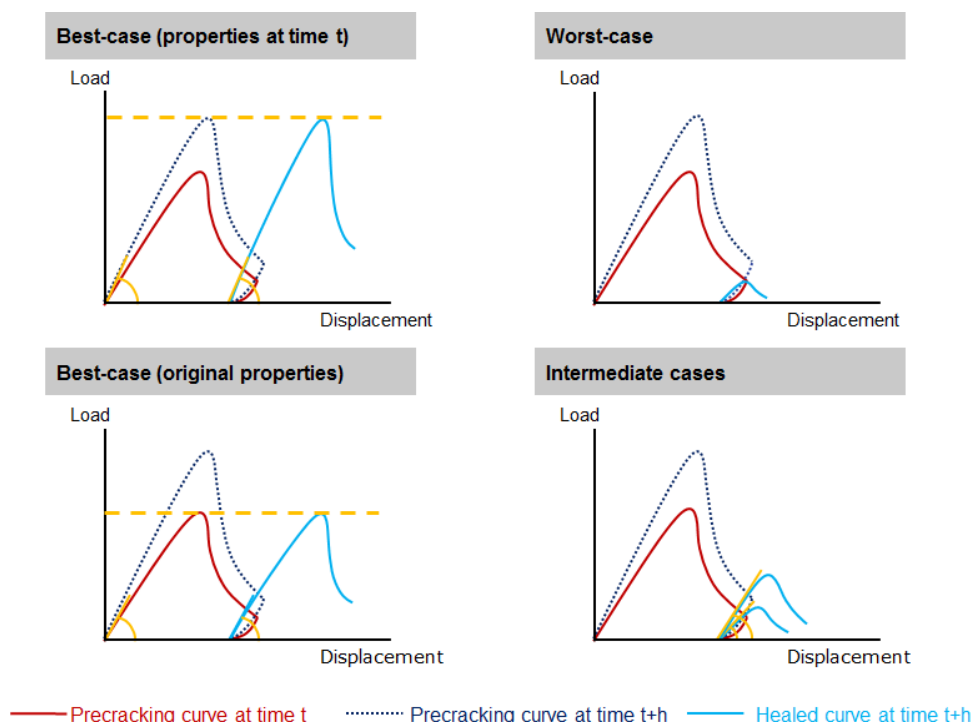 Best-case (properties at time t)
Worst-case
Load
Load
Displacement
Displacement
Best-case (original properties)
Intermediate cases
Load
Load
Displacement
Displacement
Precracking curve at time t
Precracking curve at time t+h
Healed curve at time t+h